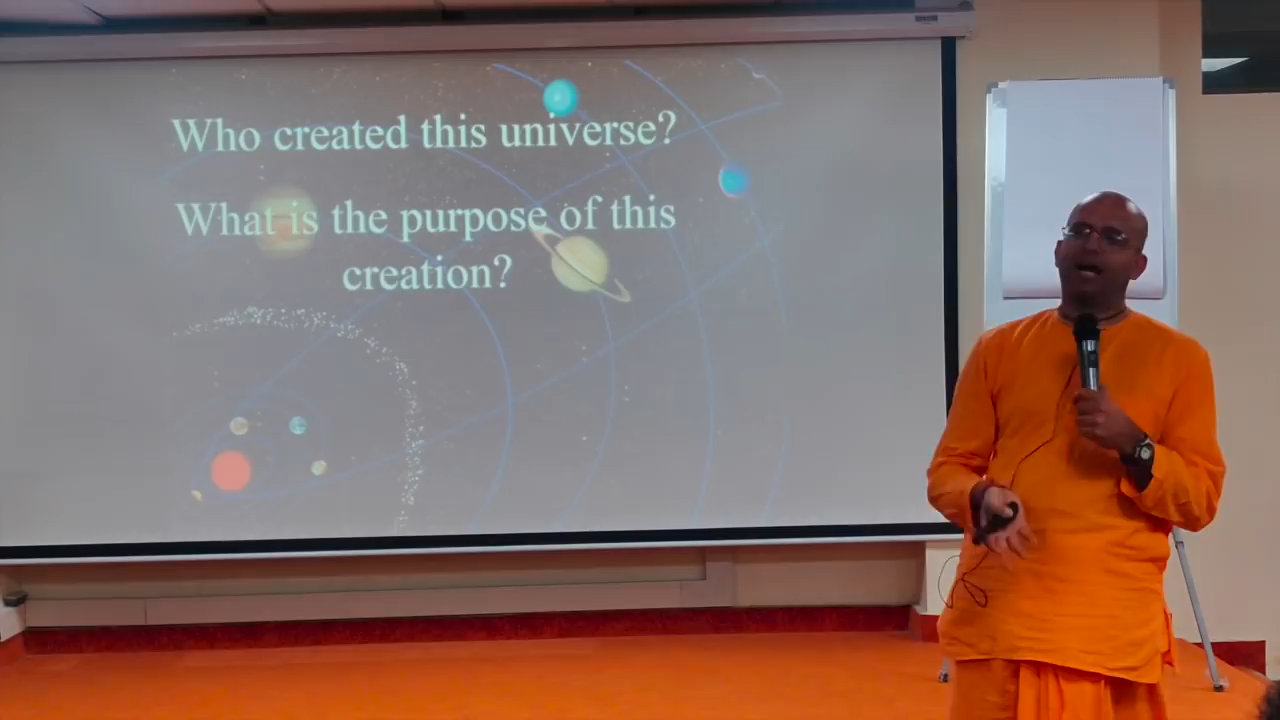 Who created this universe?
What is the purpose of this
creation?